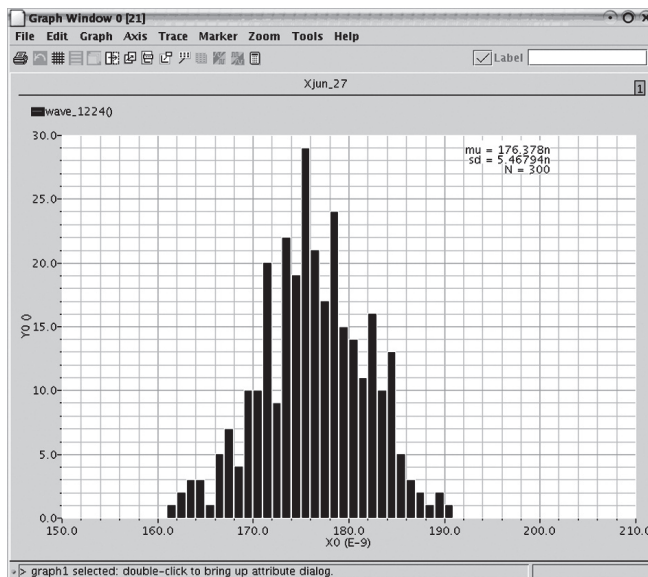 Graph Window 0 [21]
File Edit Graph Axis Trace Marker Zoom Tools Help
Label
Xjun_27
1
wave_1224()
mu = 176.378n
sd = 5.46794n
N = 300
30.0
25.0
20.0
15.0
10.0
5.0
0.0
Y0 ()
150.0 160.0 170.0 180.0 190.0 200.0 210.0
X0 (E-9)
> graph1 selected: double-click to bring up attribute dialog.